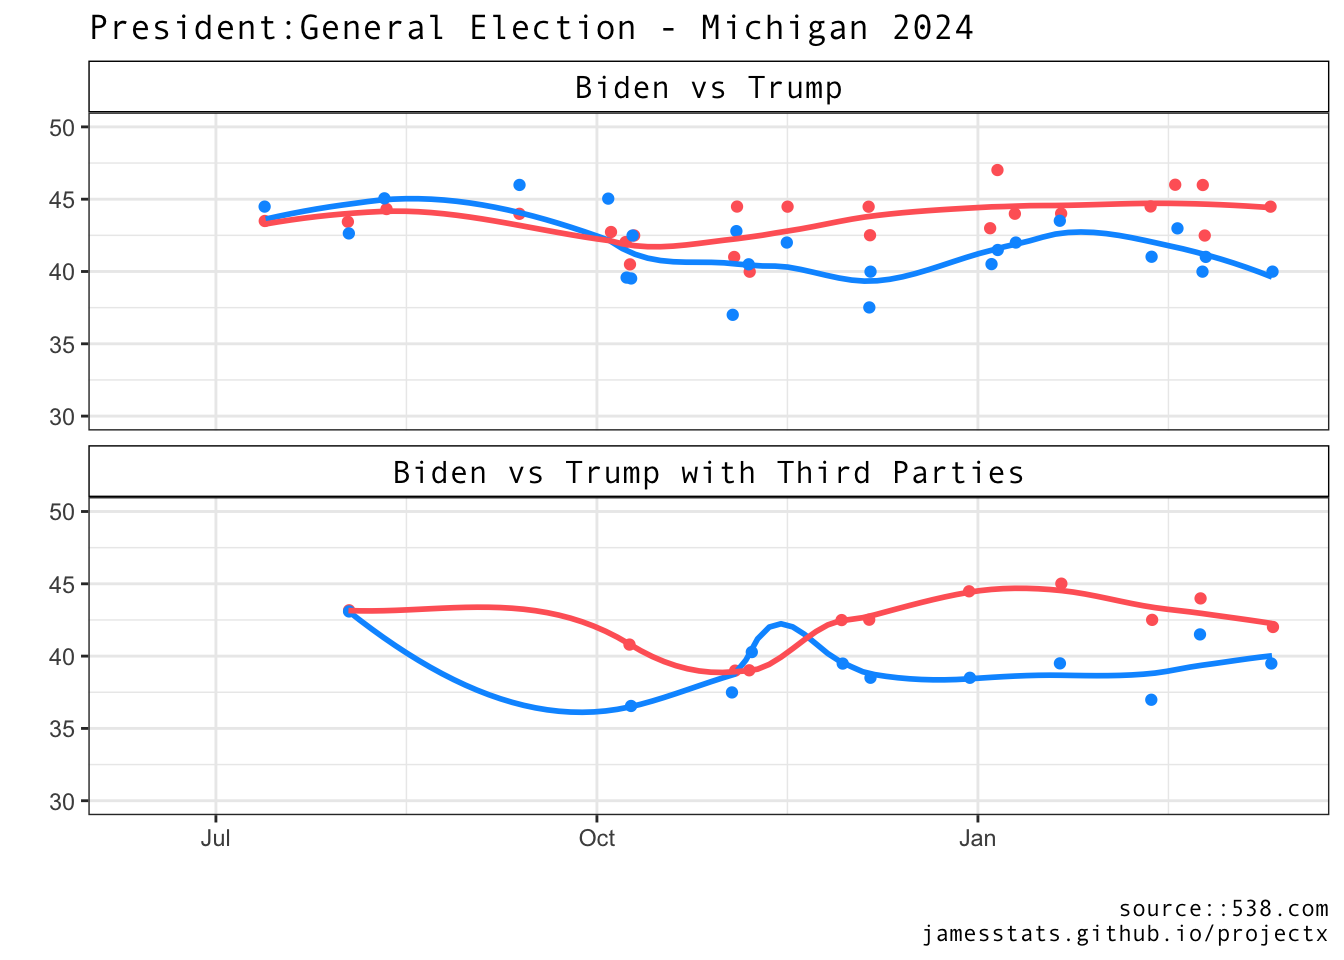 President:General Election - Michigan 2024
Biden vs Trump
50
45
40
35
30
Biden vs Trump with Third Parties
50
45
40
35
30
Jul Oct Jan
source::538.com
jamesstats.github.io/projectx